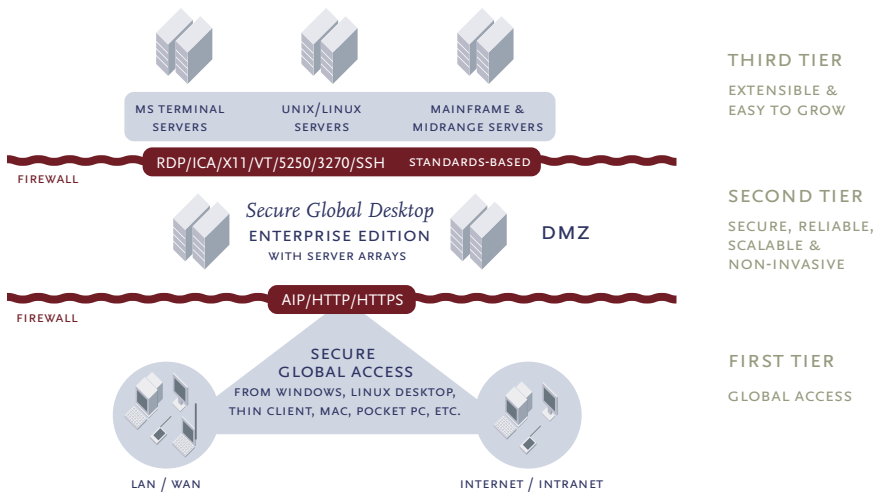 THIRD TIER
EXTENSIBLE &
EASY TO GROW
MS TERMINAL
SERVERS
UNIX/LINUX
SERVERS
MAINFRAME &
MIDRANGE SERVERS
RDP/ICA/X11/VT/5250/3270/SSH STANDARDS-BASED
FIREWALL
SECOND TIER
SECURE, RELIABLE,
SCALABLE &
NON-INVASIVE
Secure Global Desktop
ENTERPRISE EDITION
WITH SERVER ARRAYS
DMZ
AIP/HTTP/HTTPS
FIREWALL
FIRST TIER
GLOBAL ACCESS
SECURE
GLOBAL ACCESS
FROM WINDOWS, LINUX DESKTOP,
THIN CLIENT, MAC, POCKET PC, ETC.
LAN / WAN
INTERNET / INTRANET